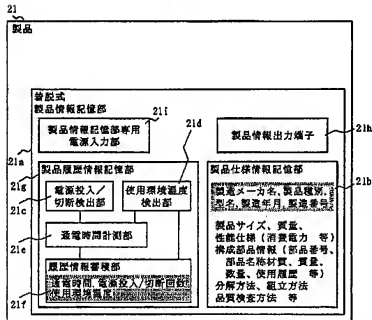 21
製品
着脱式
製品情報記憶部
21i
製品情報記憶部専用
電源入力部
21d
製品情報出力端子
21h
21a
21g
製品履歴情報記憶部
電源投入/
切断検出部
21c
使用環境温度
検出部
通電時間計測部
21e
履歴情報蓄積部
通電時間、電源投入/切断回数
使用環境温度
21f
製品仕様情報記憶部
21b
製造メーカ名、製品種別、
型名、製造年月、製造番号
製品サイズ、質量、
性能仕様(消費電力 等)
構成部品情報(部品番号、
部品名称材質、質量、
数量、使用履歴 等)
分解方法、組立方法
品質検査方法 等